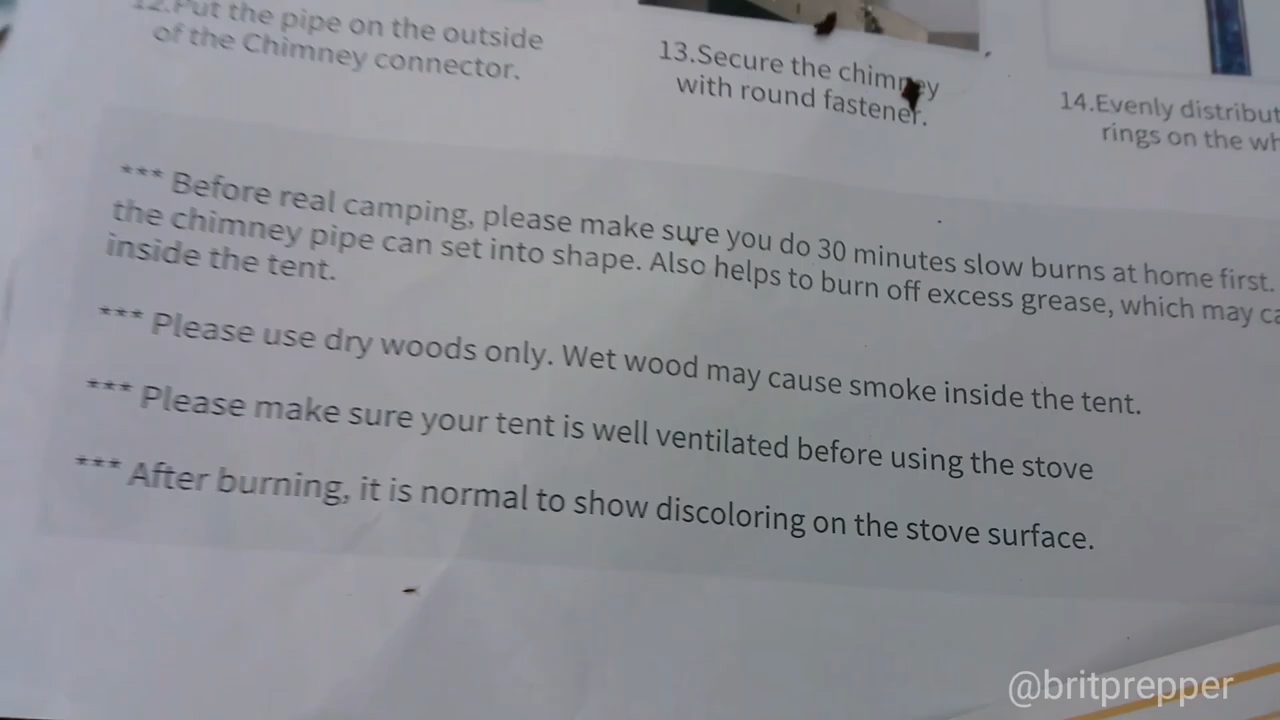 12.Put the pipe on the outside
of the Chimney connector.
13.Secure the chimney
with round fastener.
14.Evenly
rings on the
*** Before real camping, please make sure you do 30 minutes slow burns at home first.
the chimney pipe can set into shape. Also helps to burn off excess grease, which may
inside the tent.
*** Please use dry woods only. Wet wood may cause smoke inside the tent.
*** Please make sure your tent is well ventilated before using the stove
*** After burning, it is normal to show discoloring on the stove surface.
@britprepper